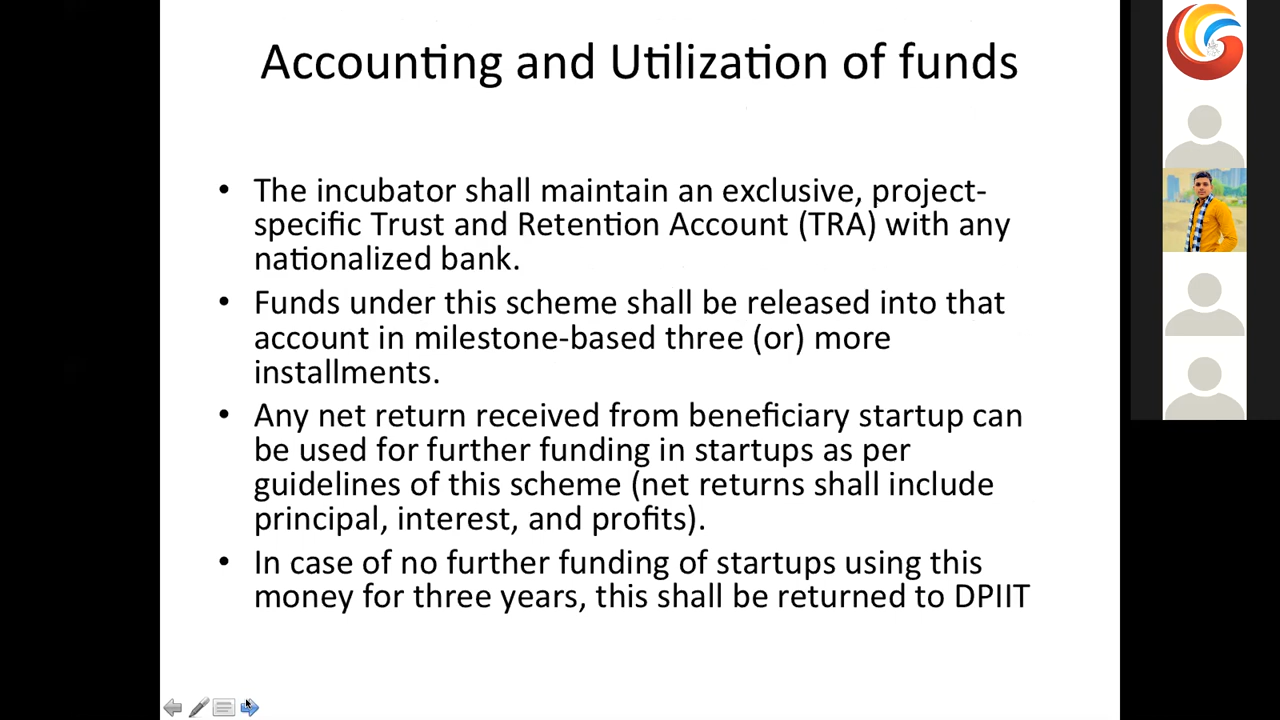 Accounting and Utilization of funds
• The incubator shall maintain an exclusive, project-
specific Trust and Retention Account (TRA) with any
nationalized bank.
• Funds under this scheme shall be released into that
account in milestone-based three (or) more
installments.
• Any net return received from beneficiary startup can
be used for further funding in startups as per
guidelines of this scheme (net returns shall include
principal, interest, and profits).
• In case of no further funding of startups using this
money for three years, this shall be returned to DPIIT